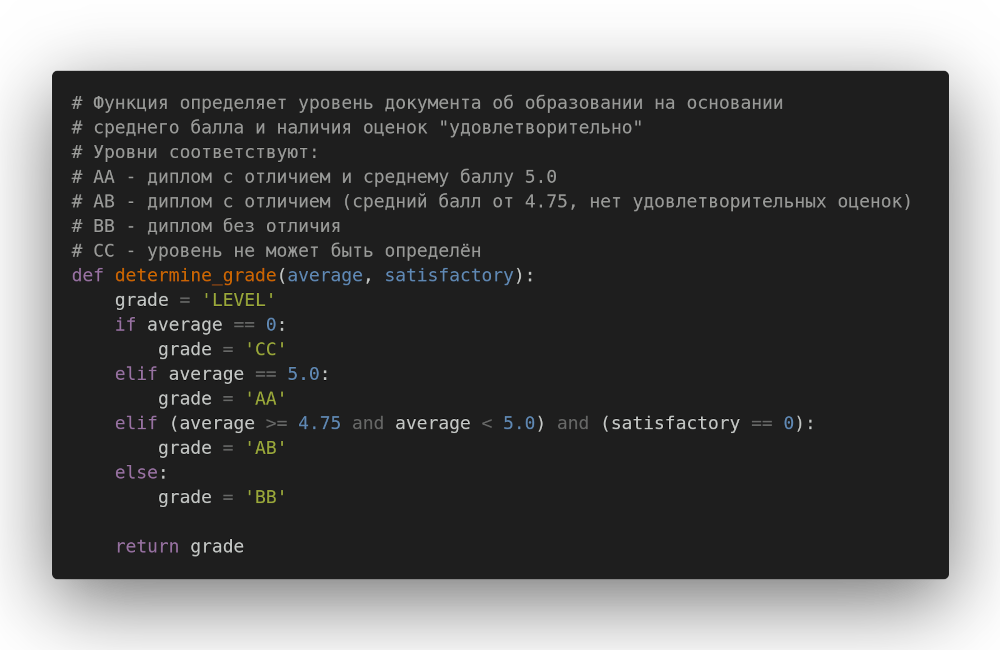 # Функция определяет уровень документа об образовании на основании
# среднего балла и наличия оценок "удовлетворительно"
# Уровни соответствуют:
# AA - диплом с отличием и среднему баллу 5.0
# AB - диплом с отличием (средний балл от 4.75, нет удовлетворительных оценок)
# BB - диплом без отличия
# CC - уровень не может быть определён
def determine_grade(average, satisfactory):
    grade = 'LEVEL'
    if average == 0:
        grade = 'CC'
    elif average == 5.0:
        grade = 'AA'
    elif (average >= 4.75 and average < 5.0) and (satisfactory == 0):
        grade = 'AB'
    else:
        grade = 'BB'

    return grade